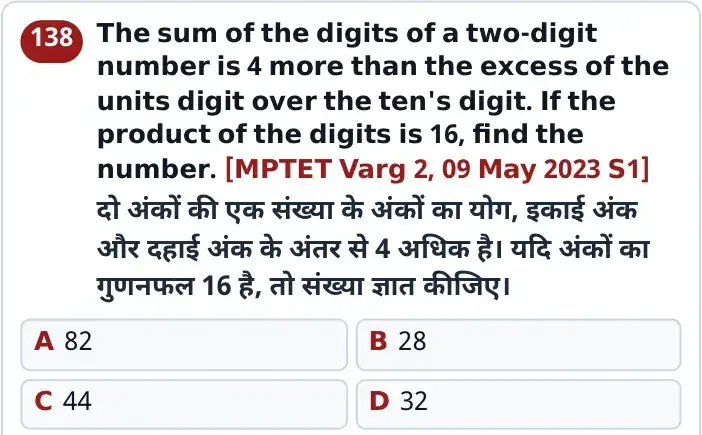 138 The sum of the digits of a two-digit
number is 4 more than the excess of the
units digit over the ten's digit. If the
product of the digits is 16, find the
number. [MPTET Varg 2, 09 May 2023 S1]
दो अंकों की एक संख्या के अंकों का योग, इकाई अंक
और दहाई अंक के अंतर से 4 अधिक है। यदि अंकों का
गुणनफल 16 है, तो संख्या ज्ञात कीजिए।
A 82
B 28
C 44
D 32